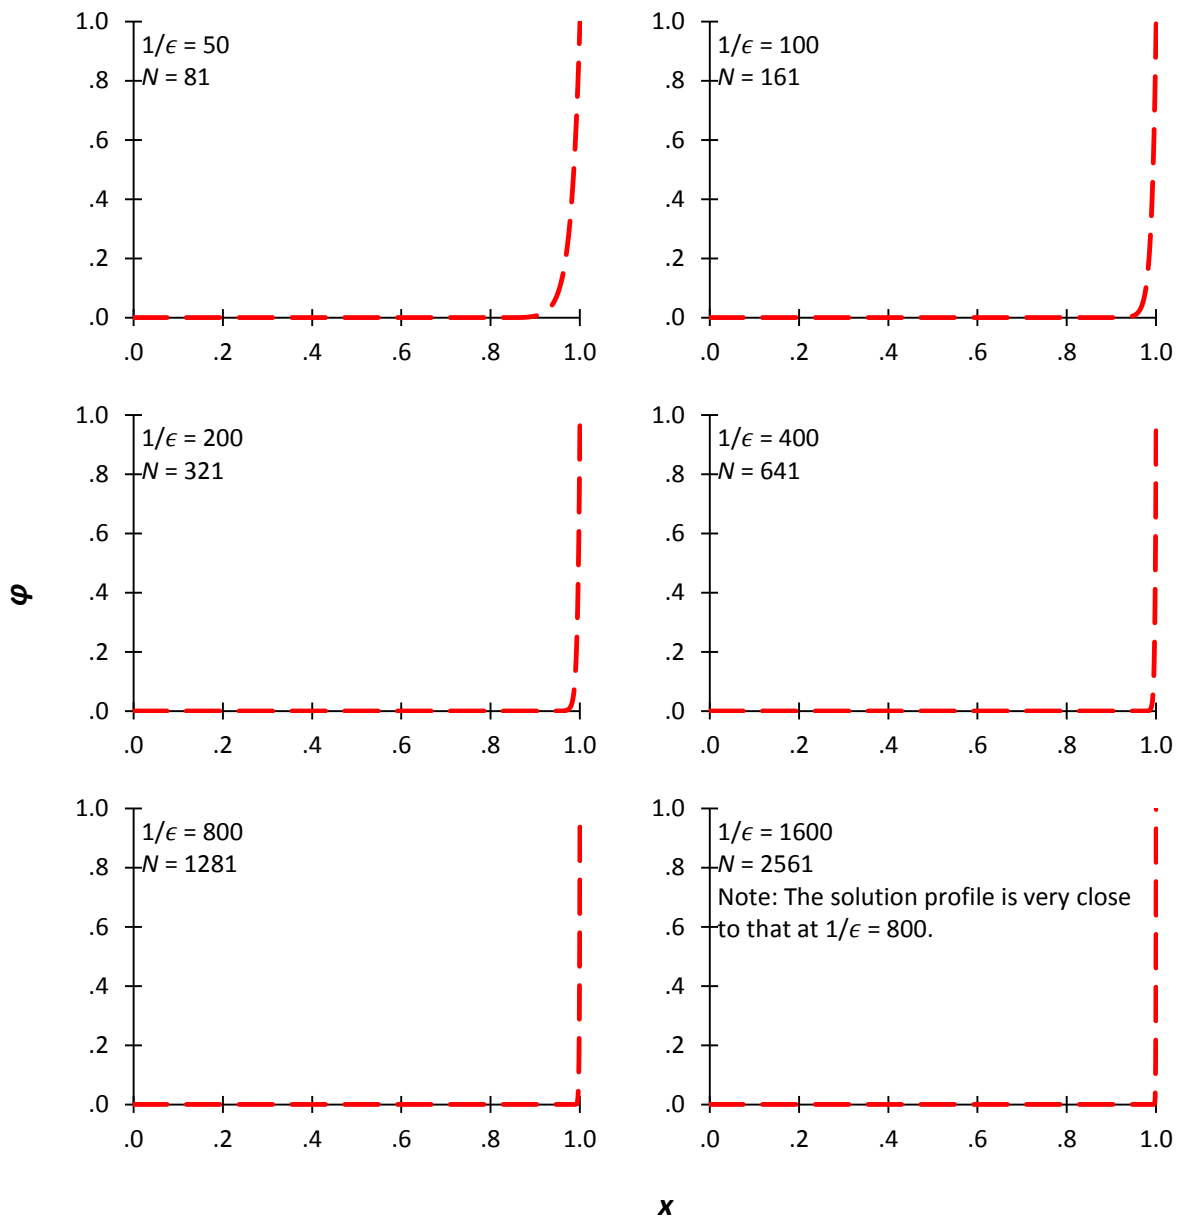 1.0
1/ϵ = 50
N = 81
.8
.6
.4
.2
.0
.0 .2 .4 .6 .8 1.0
1.0
1/ϵ = 100
N = 161
.8
.6
.4
.2
.0
.0 .2 .4 .6 .8 1.0
1.0
1/ϵ = 200
N = 321
.8
.6
.4
.2
.0
.0 .2 .4 .6 .8 1.0
1.0
1/ϵ = 400
N = 641
.8
.6
.4
.2
.0
.0 .2 .4 .6 .8 1.0
φ
1.0
1/ϵ = 800
N = 1281
.8
.6
.4
.2
.0
.0 .2 .4 .6 .8 1.0
1.0
1/ϵ = 1600
N = 2561
.8
Note: The solution profile is very close
to that at 1/ϵ = 800.
.6
.4
.2
.0
.0 .2 .4 .6 .8 1.0
x